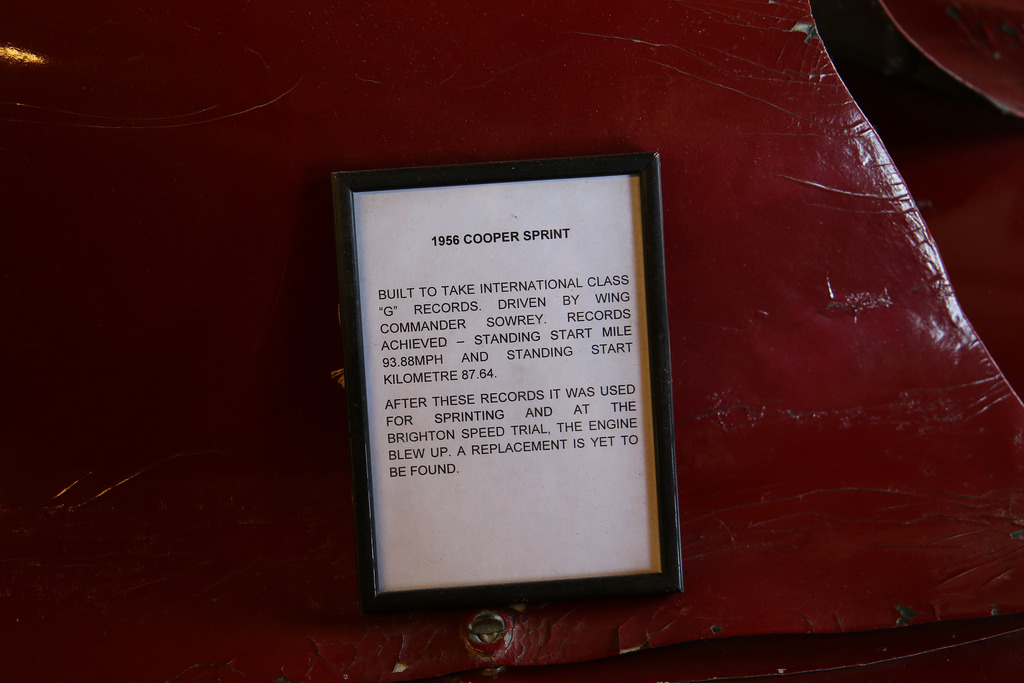 1956 COOPER SPRINT
BUILT TO TAKE INTERNATIONAL CLASS
“G” RECORDS. DRIVEN BY WING
COMMANDER SOWREY. RECORDS
ACHIEVED – STANDING START MILE
93.88MPH AND STANDING START
KILOMETRE 87.64.
AFTER THESE RECORDS IT WAS USED
FOR SPRINTING AND AT THE
BRIGHTON SPEED TRIAL, THE ENGINE
BLEW UP. A REPLACEMENT IS YET TO
BE FOUND.